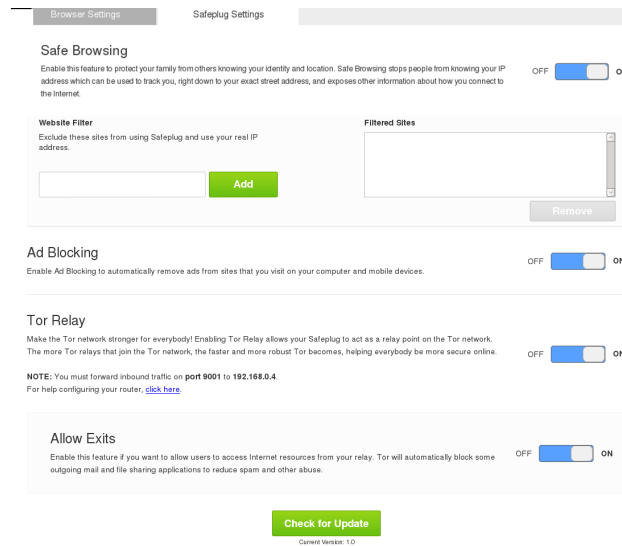 Browser Settings
Safeplug Settings
Safe Browsing
Enable this feature to protect your family from others knowing your identity and location. Safe Browsing stops people from knowing your IP
address which can be used to track you, right down to your exact street address, and exposes other information about how you connect to
the Internet.
OFF
Website Filter
Exclude these sites from using Safeplug and use your real IP
address.
Add
Filtered Sites
Remove
Ad Blocking
Enable Ad Blocking to automatically remove ads from sites that you visit on your computer and mobile devices.
OFF ON
Tor Relay
Make the Tor network stronger for everybody! Enabling Tor Relay allows your Safeplug to act as a relay point on the Tor network.
The more Tor relays that join the Tor network, the faster and more robust Tor becomes, helping everybody be more secure online.
OFF ON
NOTE: You must forward inbound traffic on port 9001 to 192.168.0.4.
For help configuring your router, click here.
Allow Exits
Enable this feature if you want to allow users to access Internet resources from your relay. Tor will automatically block some
outgoing mail and file sharing applications to reduce spam and other abuse.
OFF ON
Check for Update
Current Version: 1.0